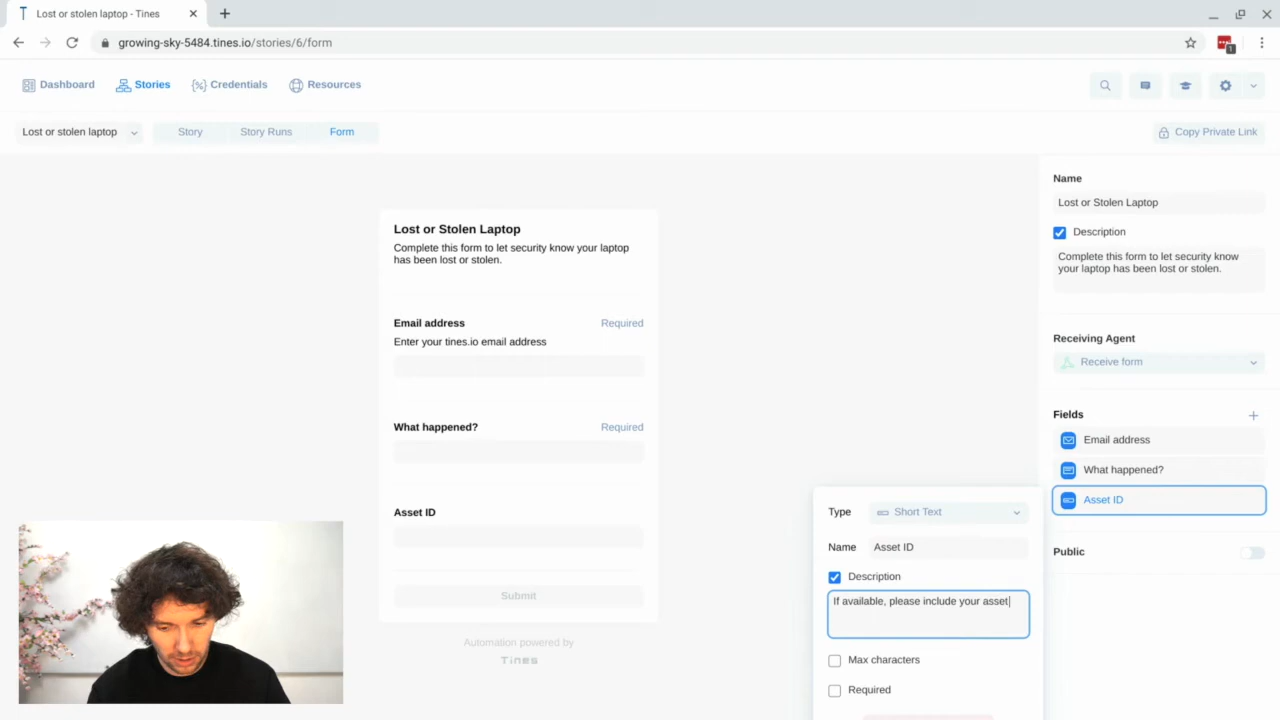 Lost or stolen laptop - Tines
growing-sky-5484.tines.io/stories/6/form
1
Dashboard
Stories
Credentials
Resources
Lost or stolen laptop
Story
Story Runs
Form
Copy Private Link
Lost or Stolen Laptop
Complete this form to let security know your laptop
has been lost or stolen.
Email address
Required
Enter your tines.io email address
What happened?
Required
Asset ID
Submit
Automation powered by
Tines
Name
Lost or Stolen Laptop
Description
Complete this form to let security know
your laptop has been lost or stolen.
Receiving Agent
Receive form
Fields
Email address
What happened?
Asset ID
Public
Type
Short Text
Name
Asset ID
Description
If available, please include your asset
Max characters
Required